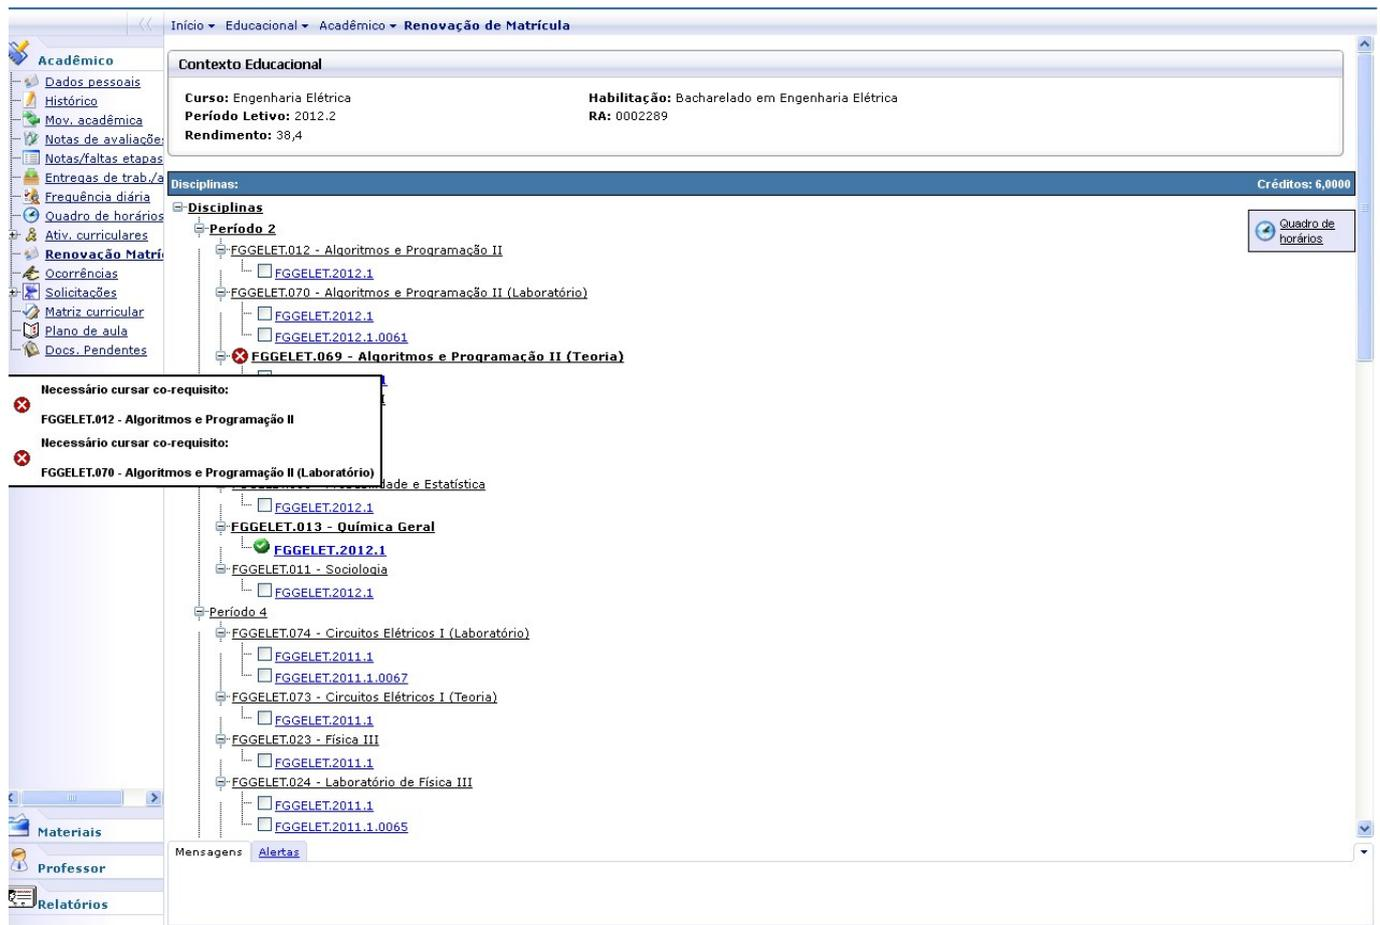 Início Educacional Acadêmico Renovação de Matrícula
Acadêmico
Dados pessoais
Histórico
Mov. acadêmica
Notas de avaliaçõe
Notas/faltas etapas
Entregas de trab./a
Frequência diária
Quadro de horários
Ativ. curriculares
Renovação Matrí
Ocorrências
Solicitações
Matriz curricular
Plano de aula
Docs. Pendentes
Contexto Educacional
Curso: Engenharia Elétrica Habilitação: Bacharelado em Engenharia Elétrica
Período Letivo: 2012.2 RA: 0002289
Rendimento: 38,4
Disciplinas: Créditos: 6,0000
Quadro de
horários
Disciplinas
Período 2
FGGELET.012 - Algoritmos e Programação II
FGGELET.2012.1
FGGELET.070 - Algoritmos e Programação II (Laboratório)
FGGELET.2012.1
FGGELET.2012.1.0061
FGGELET.069 - Algoritmos e Programação II (Teoria)
Necessário cursar co-requisito:
FGGELET.012 - Algoritmos e Programação II
Necessário cursar co-requisito:
FGGELET.070 - Algoritmos e Programação II (Laboratório)
dade e Estatística
FGGELET.2012.1
FGGELET.013 - Química Geral
FGGELET.2012.1
FGGELET.011 - Sociologia
FGGELET.2012.1
Período 4
FGGELET.074 - Circuitos Elétricos I (Laboratório)
FGGELET.2011.1
FGGELET.2011.1.0067
FGGELET.073 - Circuitos Elétricos I (Teoria)
FGGELET.2011.1
FGGELET.023 - Física III
FGGELET.2011.1
FGGELET.024 - Laboratório de Física III
FGGELET.2011.1
FGGELET.2011.1.0065
Materiais
Professor
Relatórios
Mensagens Alertas